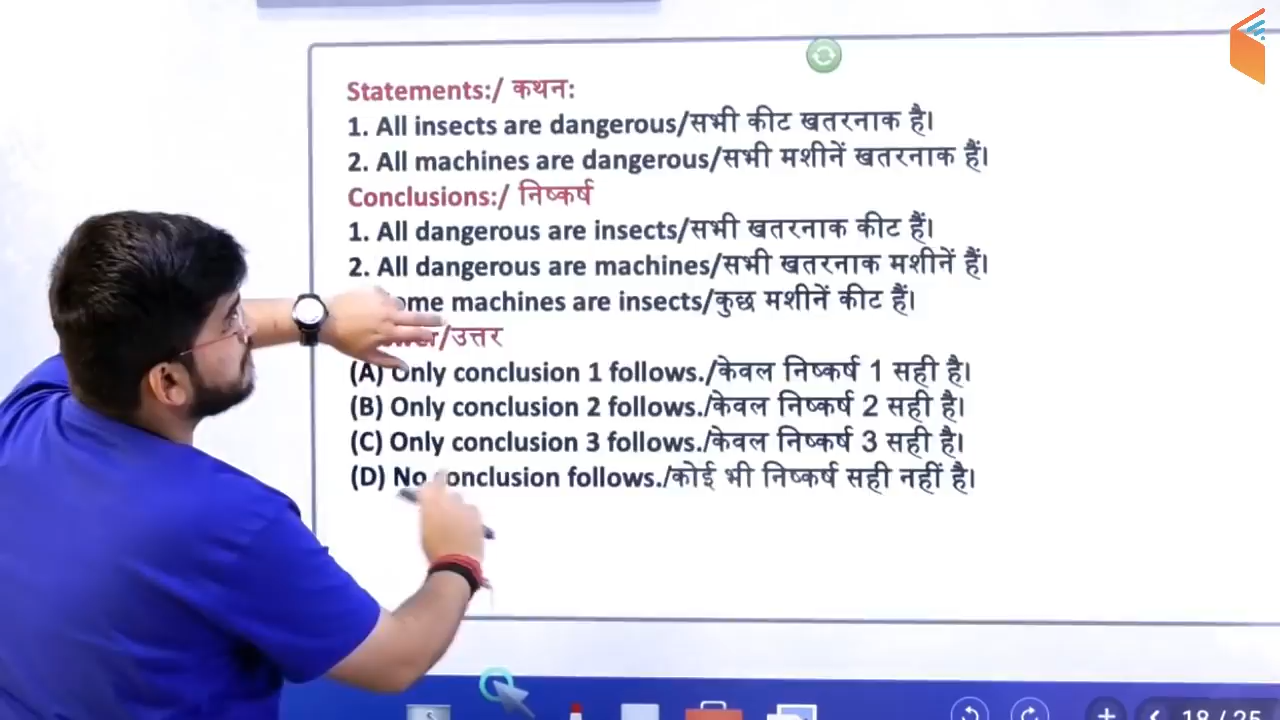 Statements:/ कथन:
1. All insects are dangerous/सभी कीट खतरनाक है।
2. All machines are dangerous/सभी मशीनें खतरनाक हैं।
Conclusions:/ निष्कर्ष
1. All dangerous are insects/सभी खतरनाक कीट हैं।
2. All dangerous are machines/सभी खतरनाक मशीनें हैं।
machines are insects/कुछ मशीनें कीट हैं।
/उत्तर
(A) Only conclusion 1 follows./केवल निष्कर्ष 1 सही है।
(B) Only conclusion 2 follows./केवल निष्कर्ष 2 सही है।
(C) Only conclusion 3 follows./केवल निष्कर्ष 3 सही है।
(D) No conclusion follows./कोई भी निष्कर्ष सही नहीं है।
18 / 25